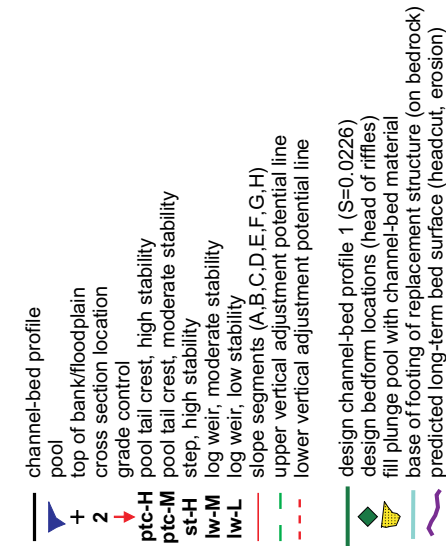 channel-bed profile
pool
+ top of bank/floodplain
2 cross section location
grade control
ptc-H pool tail crest, high stability
ptc-M pool tail crest, moderate stability
st-H step, high stability
lw-M log weir, moderate stability
lw-L log weir, low stability
slope segments (A,B,C,D,E,F,G,H)
upper vertical adjustment potential line
lower vertical adjustment potential line
design channel-bed profile 1 (S=0.0226)
design bedform locations (head of riffles)
fill plunge pool with channel-bed material
base of footing of replacement structure (on bedrock)
predicted long-term bed surface (headcut, erosion)